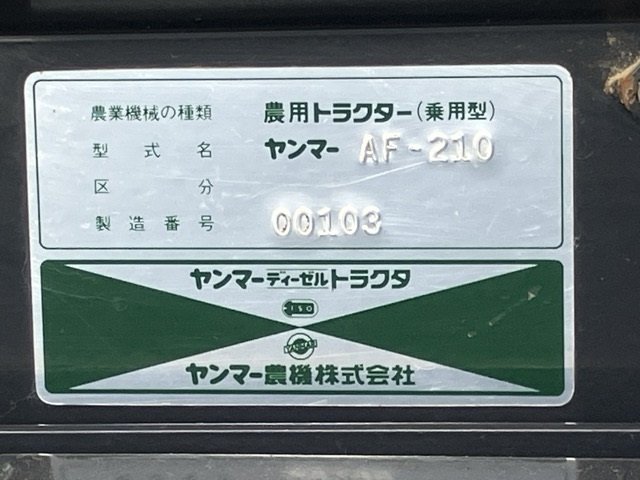 農業機械の種類 農用トラクター(乗用型)
型式名 ヤンマー AF-210
区分
製造番号 00103
ヤンマーディーゼルトラクタ
ISO
YANMAR
ヤンマー農機株式会社